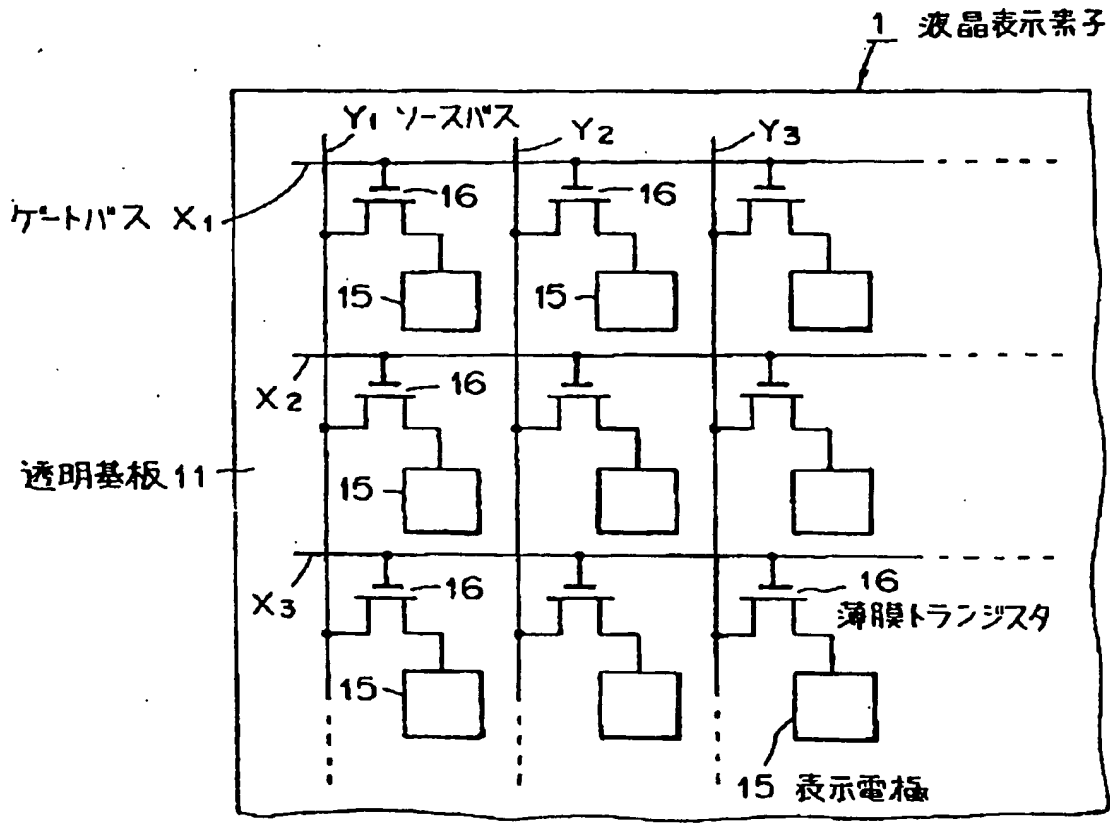 1 液晶表示素子
Y1 ソースバス
Y2
Y3
ゲートバス X1
16
16
15
15
X2
16
透明基板 11
15
X3
16
16
薄膜トランジスタ
15
15 表示電極